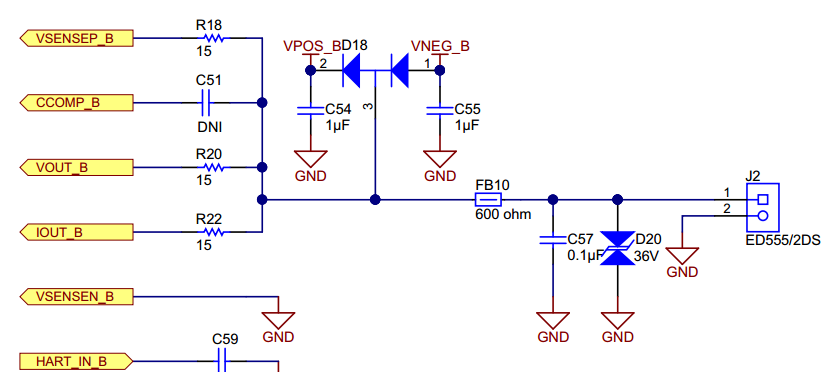 R18
VSENSEP_B
15
VPOS_B
D18
VNEG_B
2
1
C51
CCOMP_B
DNI
C54
1µF
3
C55
1µF
R20
VOUT_B
15
GND
GND
FB10
600 ohm
J2
1
2
ED555/2DS
R22
IOUT_B
15
C57
0.1µF
D20
36V
GND
VSENSEN_B
GND
GND
GND
C59
HART_IN_B